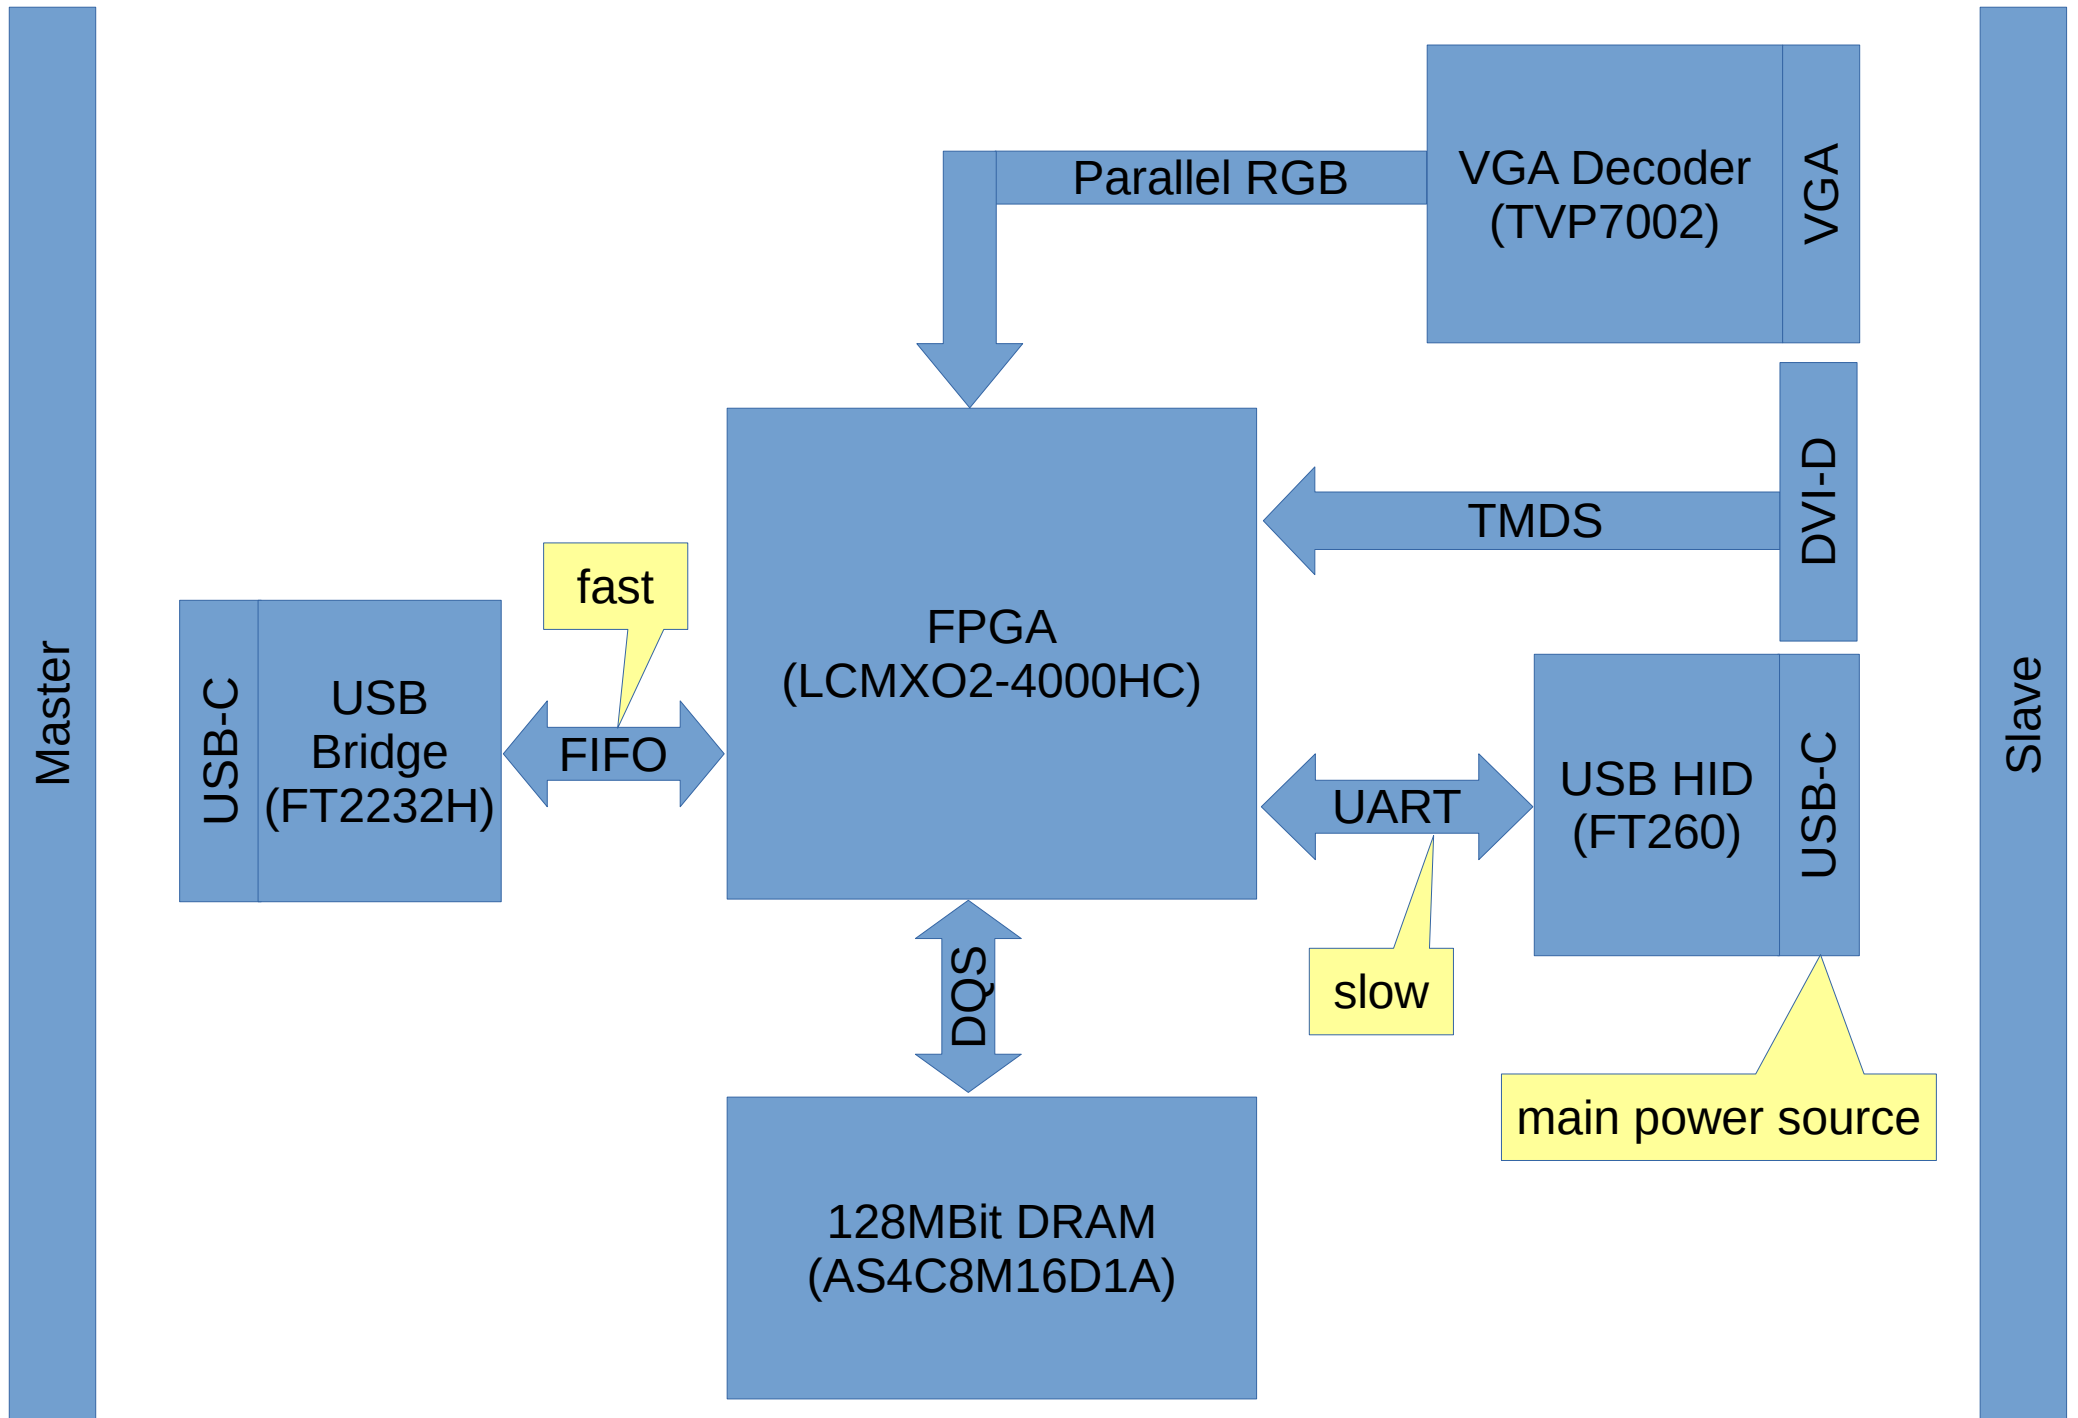 Master
Parallel RGB
VGA Decoder
(TVP7002)
VGA
Slave
TMDS
DVI-D
fast
FPGA
(LCMXO2-4000HC)
USB-C
USB
Bridge
(FT2232H)
FIFO
UART
USB HID
(FT260)
USB-C
DQS
slow
main power source
128MBit DRAM
(AS4C8M16D1A)